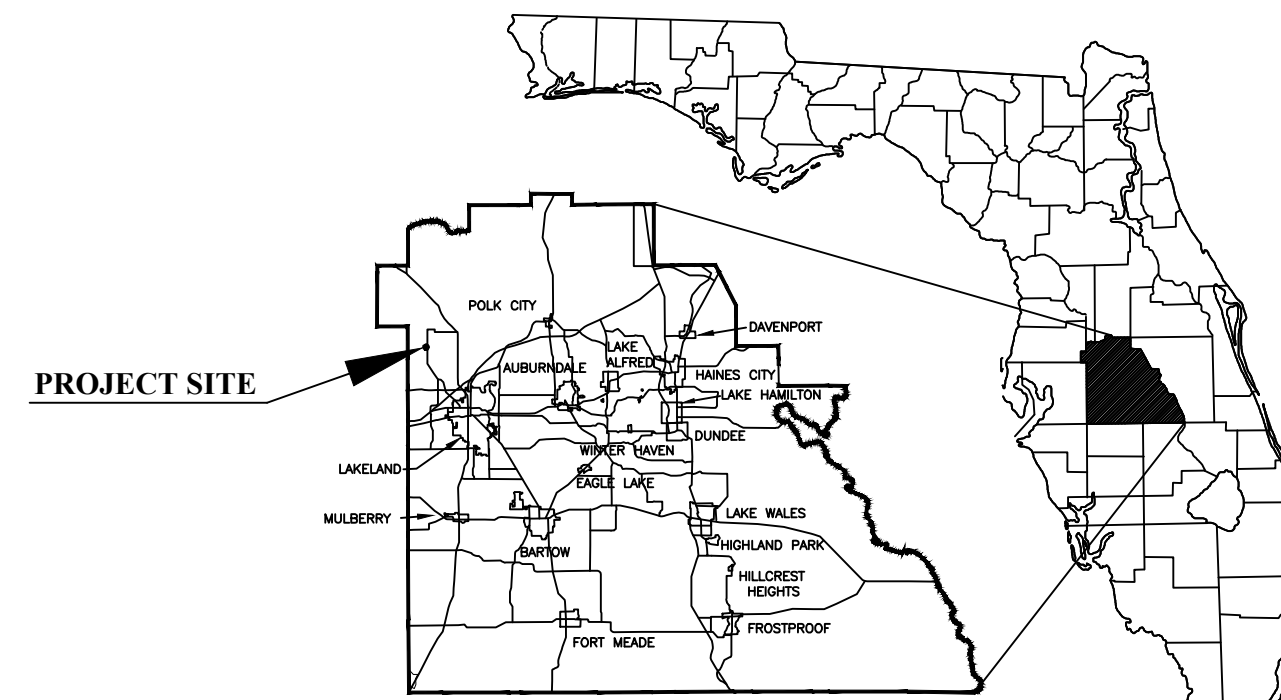 POLK CITY
DAVENPORT
LAKE
ALFRED
AUBURNDALE
HAINES CITY
PROJECT SITE
LAKE HAMILTON
DUNDEE
WINTER HAVEN
LAKELAND
EAGLE LAKE
LAKE WALES
MULBERRY
HIGHLAND PARK
BARTOW
HILLCREST
HEIGHTS
FROSTPROOF
FORT MEADE